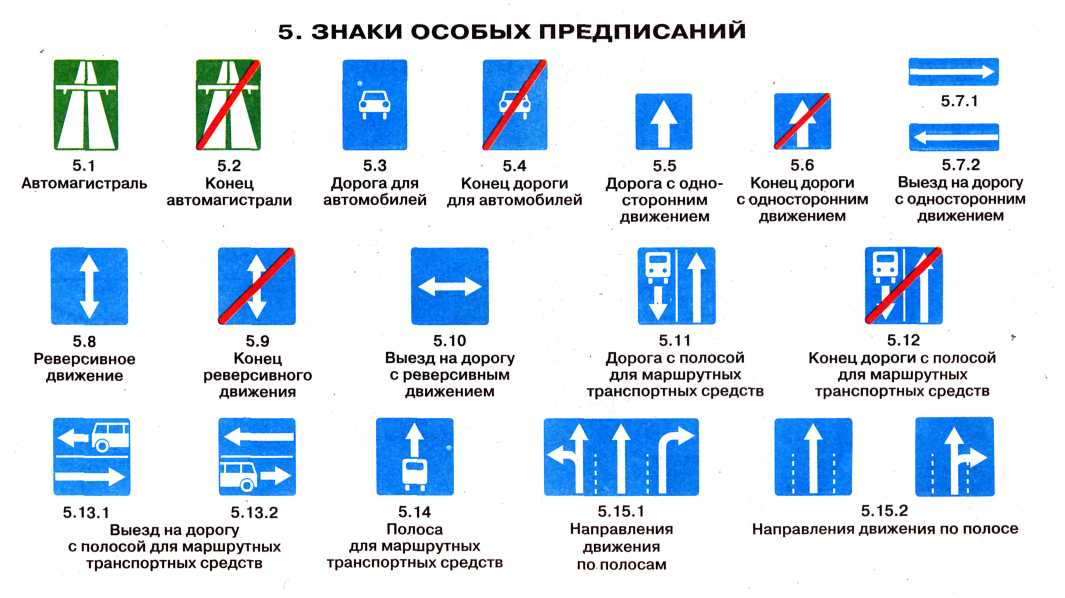 5. ЗНАКИ ОСОБЫХ ПРЕДПИСАНИЙ
5.1
Автомагистраль
5.2
Конец
автомагистрали
5.3
Дорога для
автомобилей
5.4
Конец дороги
для автомобилей
5.5
Дорога с одно-
сторонним
движением
5.6
Конец дороги
с односторонним
движением
5.7.1
5.7.2
Выезд на дорогу
с односторонним
движением
5.8
Реверсивное
движение
5.9
Конец
реверсивного
движения
5.10
Выезд на дорогу
с реверсивным
движением
5.11
Дорога с полосой
для маршрутных
транспортных средств
5.12
Конец дороги с полосой
для маршрутных
транспортных средств
5.13.1
5.13.2
Выезд на дорогу
с полосой для маршрутных
транспортных средств
5.14
Полоса
для маршрутных
транспортных средств
5.15.1
Направления
движения
по полосам
5.15.2
Направления движения по полосе